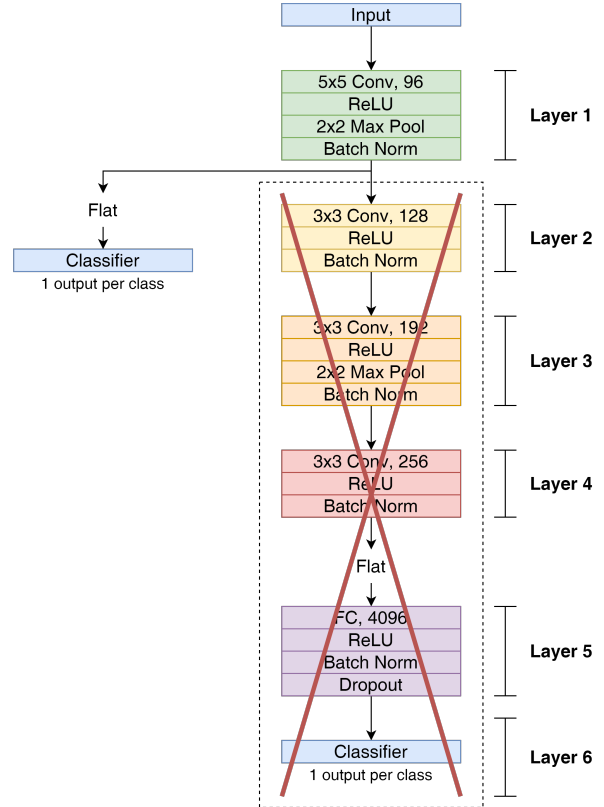 Input
5x5 Conv, 96
ReLU
2x2 Max Pool
Batch Norm
Layer 1
Flat
Classifier
1 output per class
3x3 Conv, 128
ReLU
Batch Norm
Layer 2
3x3 Conv, 192
ReLU
2x2 Max Pool
Batch Norm
Layer 3
3x3 Conv, 256
ReLU
Batch Norm
Layer 4
Flat
FC, 4096
ReLU
Batch Norm
Dropout
Layer 5
Classifier
1 output per class
Layer 6